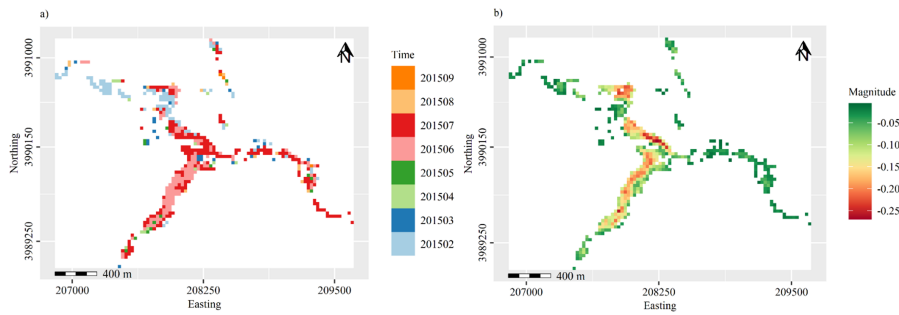 a)
N
3991000
3990150
3989250
Northing
400 m
207000
208250
209500
Easting
Time
201509
201508
201507
201506
201505
201504
201503
201502
b)
N
3991000
3990150
3989250
Northing
400 m
207000
208250
209500
Easting
Magnitude
-0.05
-0.10
-0.15
-0.20
-0.25